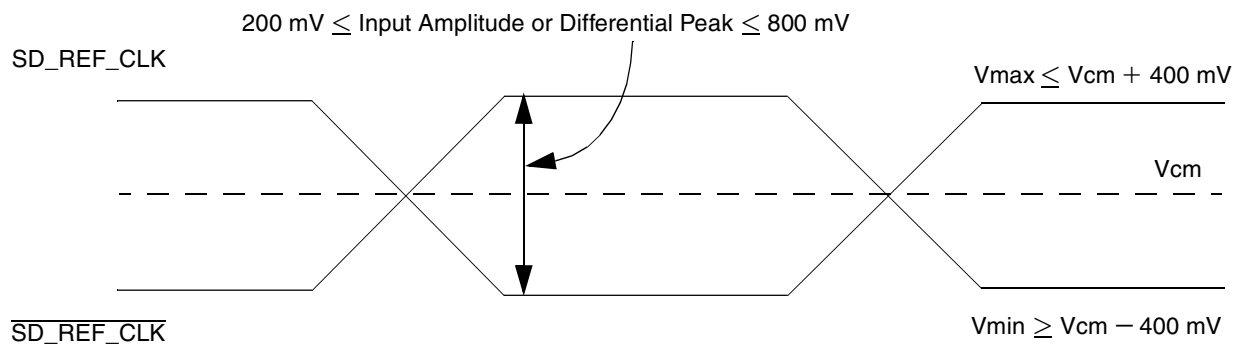 200 mV ≤ Input Amplitude or Differential Peak ≤ 800 mV
SD_REF_CLK
Vmax ≤ Vcm + 400 mV
Vcm
S̅D̅_̅R̅E̅F̅_̅C̅L̅K̅
Vmin ≥ Vcm − 400 mV